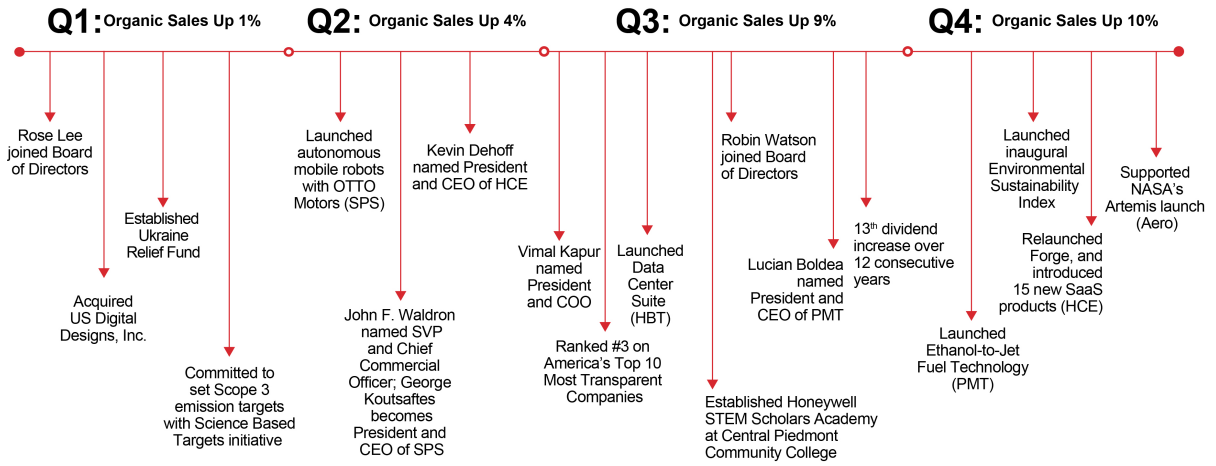 Q1: Organic Sales Up 1%
Rose Lee
joined Board
of Directors
Acquired
US Digital
Designs, Inc.
Established
Ukraine
Relief Fund
Committed to
set Scope 3
emission targets
with Science Based
Targets initiative
Q2: Organic Sales Up 4%
Launched
autonomous
mobile robots
with OTTO
Motors (SPS)
John F. Waldron
named SVP
and Chief
Commercial
Officer; George
Koutsaftes
becomes
President and
CEO of SPS
Kevin Dehoff
named President
and CEO of HCE
Q3: Organic Sales Up 9%
Vimal Kapur
named
President
and COO
Ranked #3 on
America's Top 10
Most Transparent
Companies
Launched
Data
Center
Suite
(HBT)
Established Honeywell
STEM Scholars Academy
at Central Piedmont
Community College
Robin Watson
joined Board
of Directors
Lucian Boldea
named
President and
CEO of PMT
13th dividend
increase over
12 consecutive
years
Q4: Organic Sales Up 10%
Launched
Ethanol-to-Jet
Fuel Technology
(PMT)
Launched
inaugural
Environmental
Sustainability
Index
Relaunched
Forge, and
introduced
15 new SaaS
products (HCE)
Supported
NASA's
Artemis launch
(Aero)